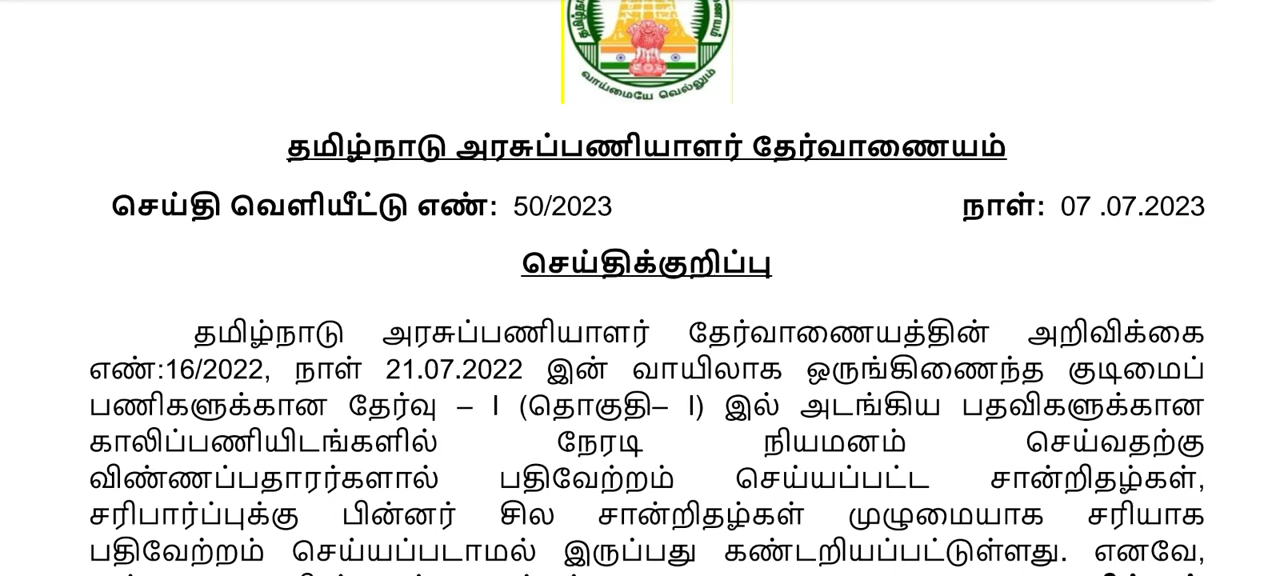 வாய்மையே வெல்லும்
தமிழ்நாடு அரசுப்பணியாளர் தேர்வாணையம்
செய்தி வெளியீட்டு எண்: 50/2023 நாள்: 07 .07.2023
செய்திக்குறிப்பு
தமிழ்நாடு அரசுப்பணியாளர் தேர்வாணையத்தின் அறிவிக்கை
எண்:16/2022, நாள் 21.07.2022 இன் வாயிலாக ஒருங்கிணைந்த குடிமைப்
பணிகளுக்கான தேர்வு – I (தொகுதி– I) இல் அடங்கிய பதவிகளுக்கான
காலிப்பணியிடங்களில் நேரடி நியமனம் செய்வதற்கு
விண்ணப்பதாரர்களால் பதிவேற்றம் செய்யப்பட்ட சான்றிதழ்கள்,
சரிபார்ப்புக்கு பின்னர் சில சான்றிதழ்கள் முழுமையாக சரியாக
பதிவேற்றம் செய்யப்படாமல் இருப்பது கண்டறியப்பட்டுள்ளது. எனவே,